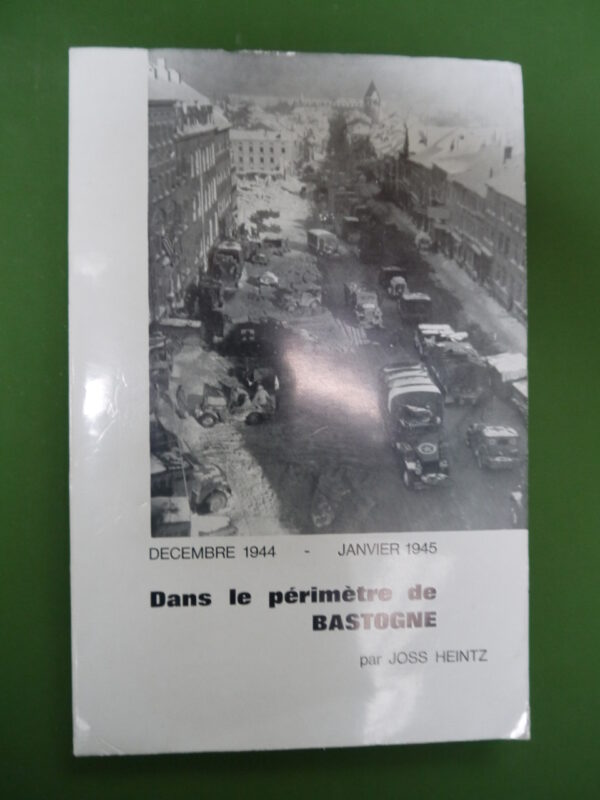 DECEMBRE 1944 - JANVIER 1945
Dans le périmètre de
BASTOGNE
par JOSS HEINTZ